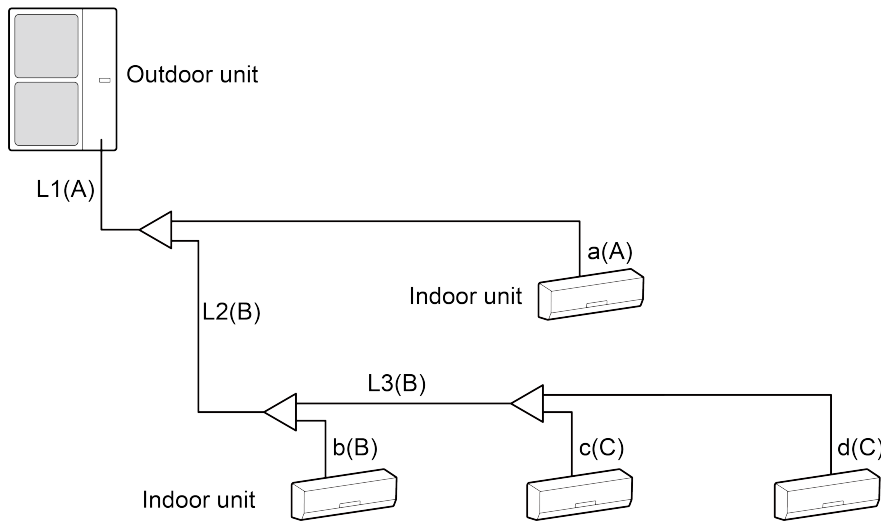 Outdoor unit
L1(A)
a(A)
Indoor unit
L2(B)
L3(B)
b(B)
c(C)
d(C)
Indoor unit